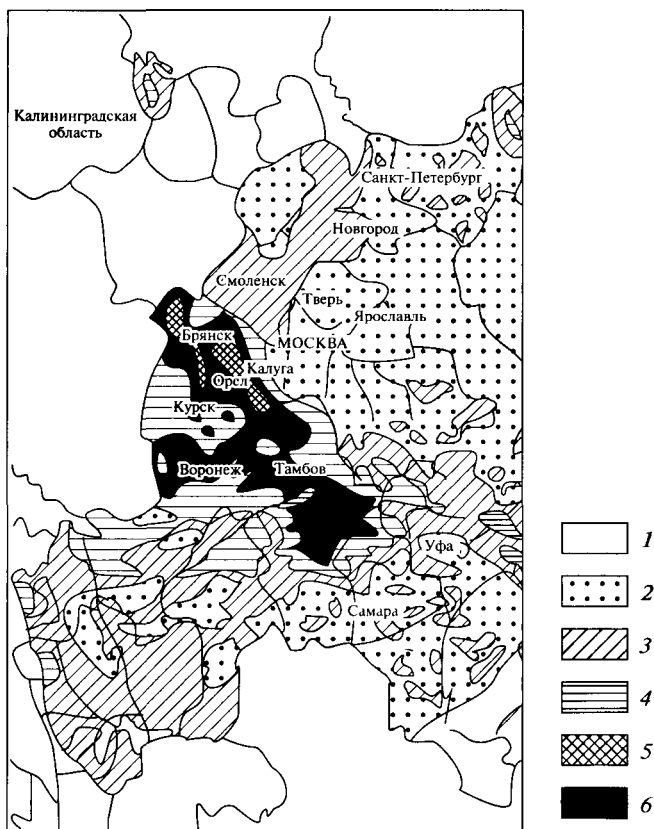 Калининградская
область
Санкт-Петербург
Новгород
Смоленск
Тверь
Ярославль
Брянск
МОСКВА
Калуга
Орел
Курск
Воронеж
Тамбов
Уфа
Самара
1
2
3
4
5
6